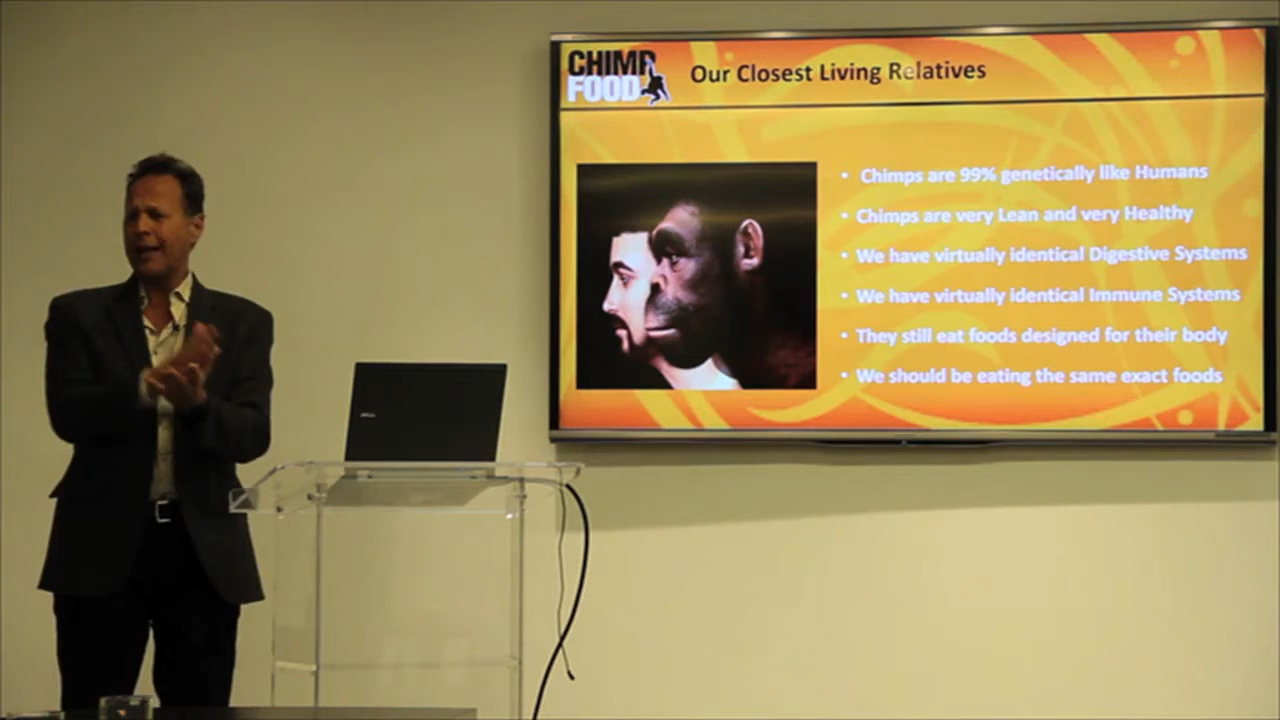 CHIMP
FOOD
Our Closest Living Relatives
• Chimps are 99% genetically like Humans
• Chimps are very Lean and very Healthy
• We have virtually identical Digestive Systems
• We have virtually identical Immune Systems
• They still eat foods designed for their body
• We should be eating the same exact foods